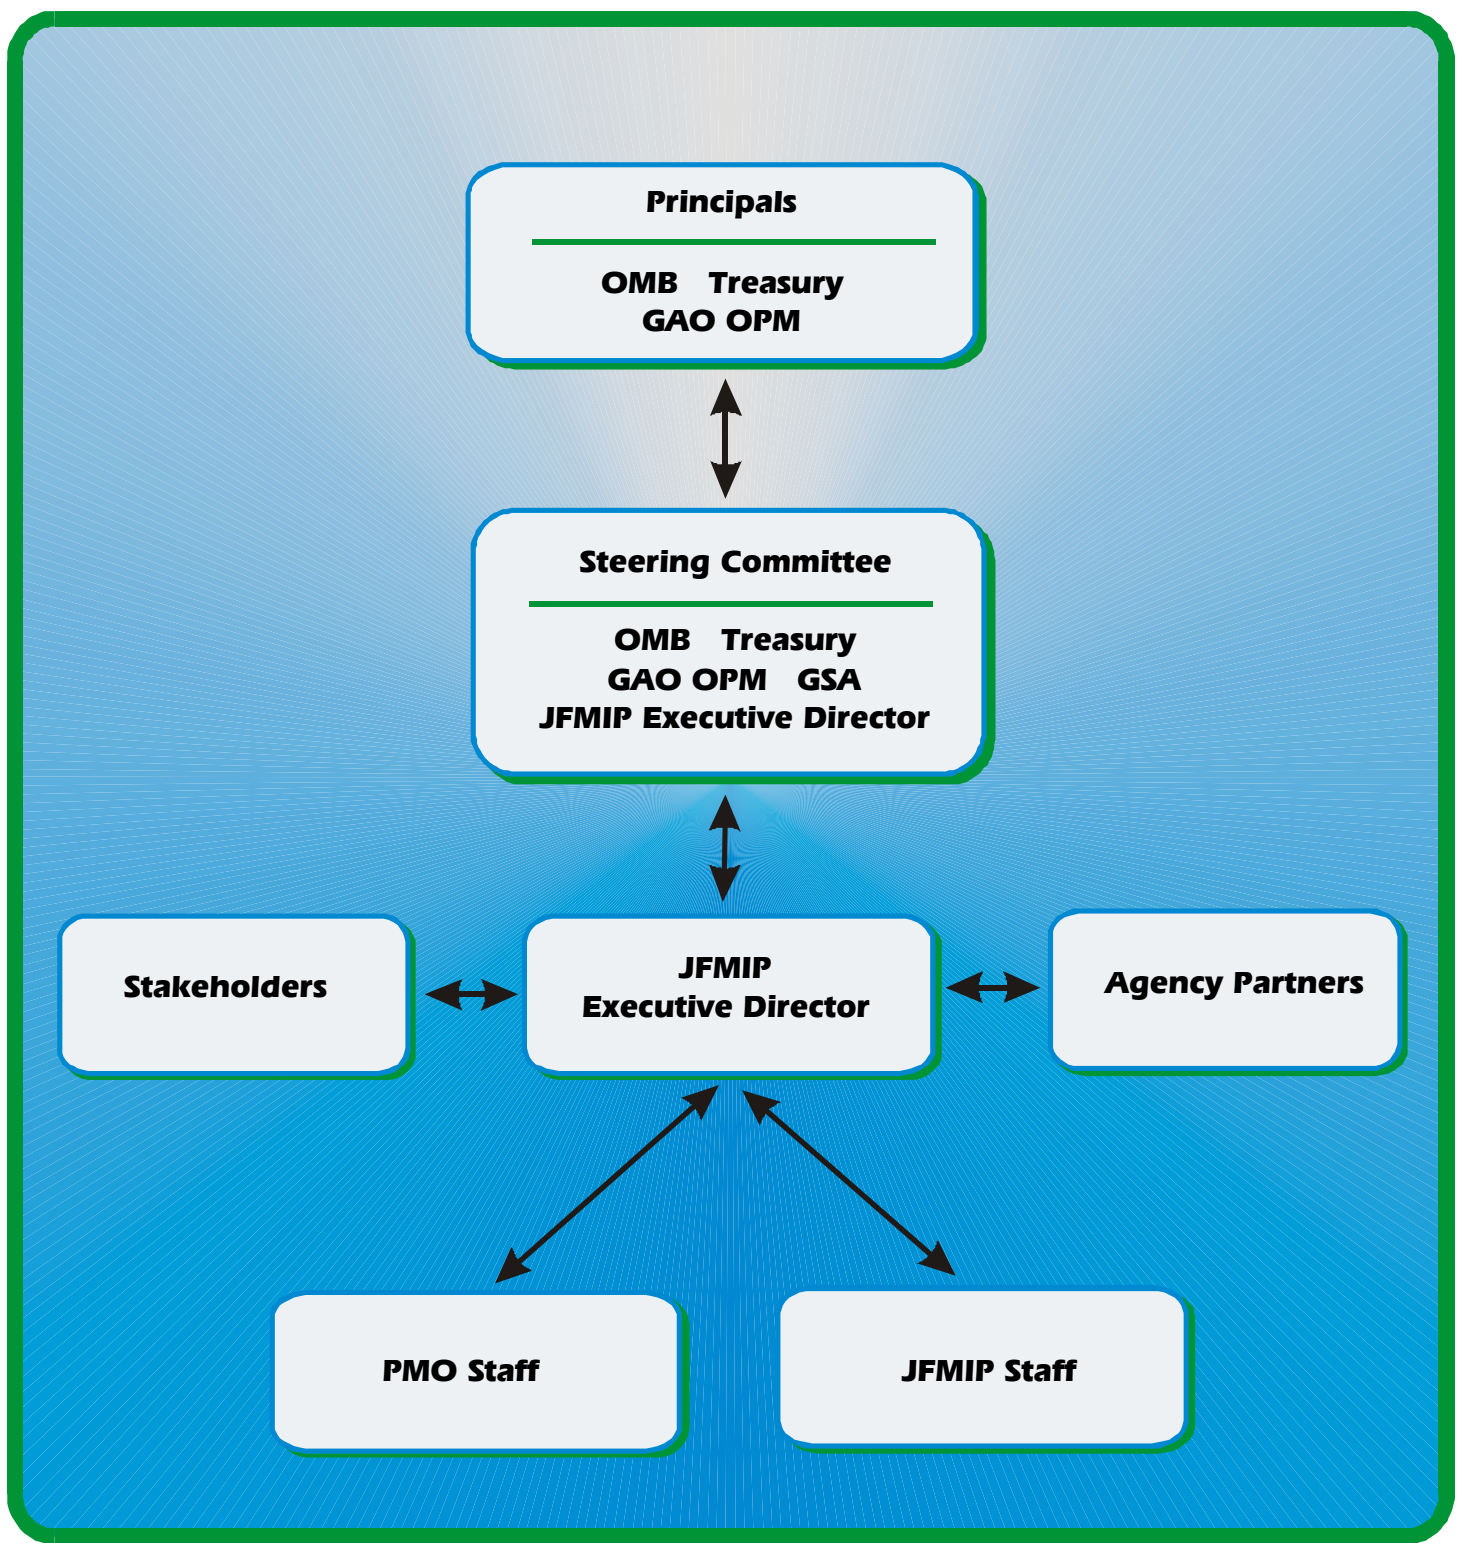 Principals
OMB Treasury
GAO OPM
Steering Committee
OMB Treasury
GAO OPM GSA
JFMIP Executive Director
Stakeholders
JFMIP
Executive Director
Agency Partners
PMO Staff
JFMIP Staff